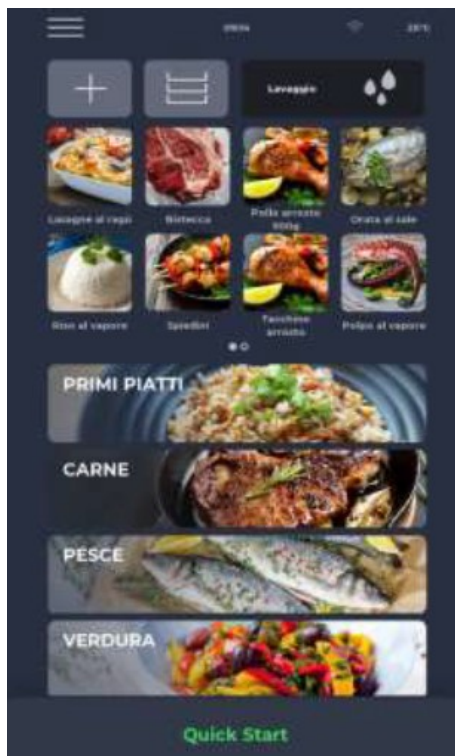 Lavaggio
Lasagne al ragù
Bistecca
Pollo arrosto
900g
Orata al sale
Riso al vapore
Spiedini
Tacchino
arrosto
Polpo al vapore
PRIMI PIATTI
CARNE
PESCE
VERDURA
Quick Start